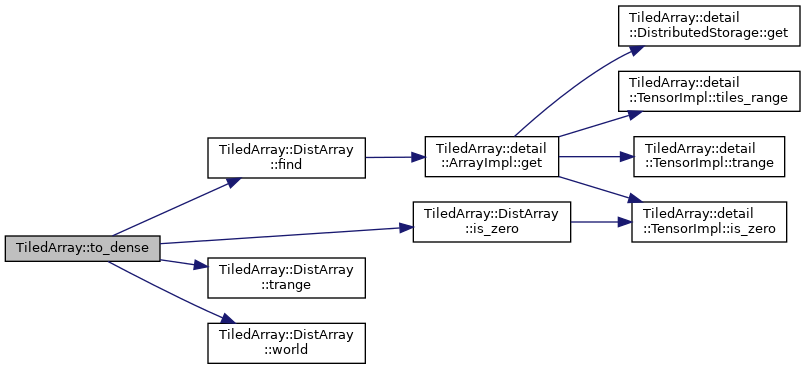 TiledArray::detail
::DistributedStorage::get
TiledArray::detail
::TensorImpl::tiles_range
TiledArray::DistArray
::find
TiledArray::detail
::ArrayImpl::get
TiledArray::detail
::TensorImpl::trange
TiledArray::DistArray
::is_zero
TiledArray::detail
::TensorImpl::is_zero
TiledArray::to_dense
TiledArray::DistArray
::trange
TiledArray::DistArray
::world